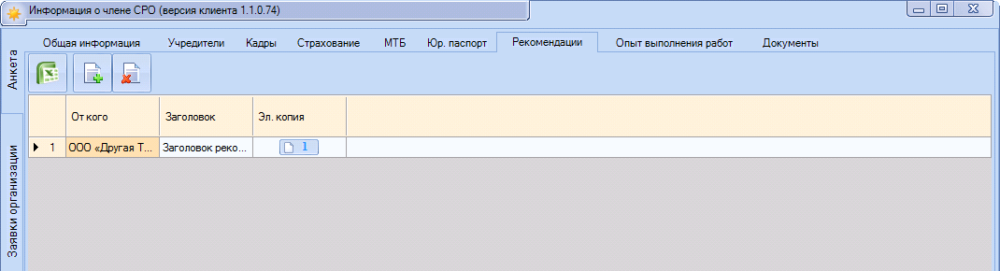 Информация о члене СРО (версия клиента 1.1.0.74)
Анкета
Заявки организации
Общая информация Учредители Кадры Страхование МТБ Юр. паспорт Рекомендации Опыт выполнения работ Документы
От кого Заголовок Эл. копия
1 ООО «Другая Т... Заголовок реко... 1